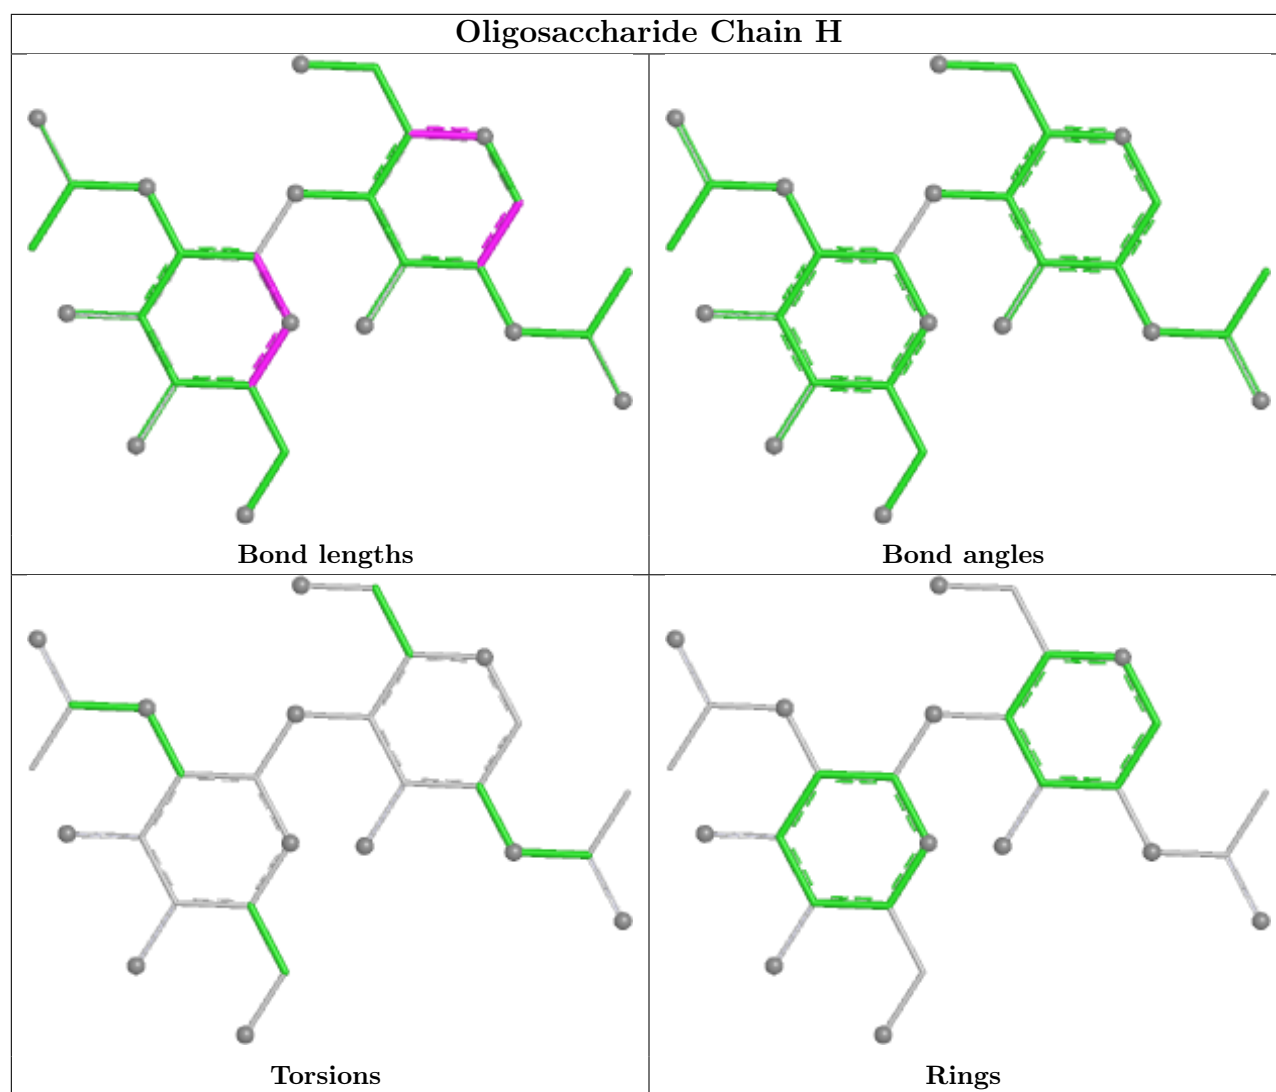 Oligosaccharide Chain H
Bond lengths
Bond angles
Torsions
Rings